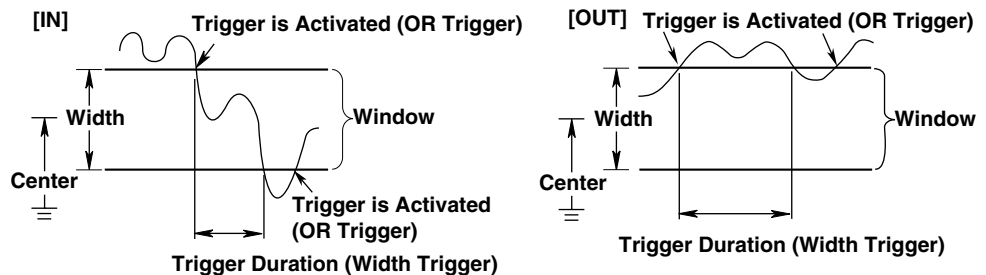 [IN]
Trigger is Activated (OR Trigger)
Width
Window
Center
Trigger is Activated
(OR Trigger)
Trigger Duration (Width Trigger)
[OUT]
Trigger is Activated (OR Trigger)
Width
Window
Center
Trigger Duration (Width Trigger)